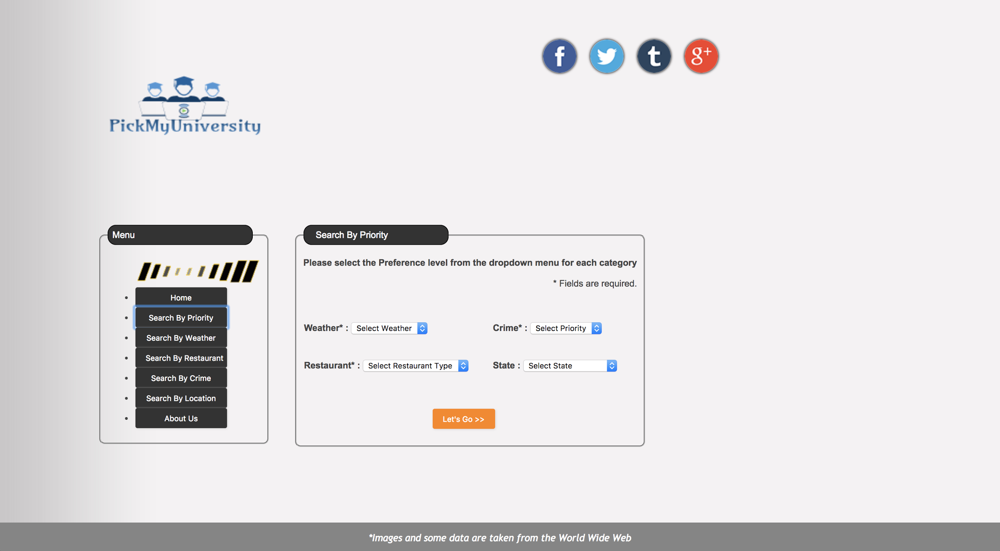 f t g+
PickMyUniversity
Menu
Home
Search By Priority
Search By Weather
Search By Restaurant
Search By Crime
Search By Location
About Us
Search By Priority
Please select the Preference level from the dropdown menu for each category
* Fields are required.
Weather* : Select Weather Crime* : Select Priority
Restaurant* : Select Restaurant Type State : Select State
Let's Go >>
*Images and some data are taken from the World Wide Web